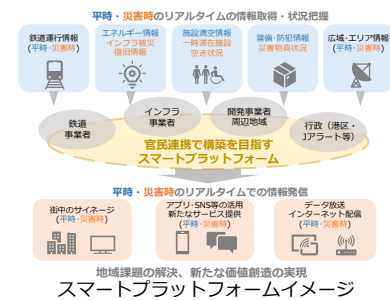 平時・災害時のリアルタイムの情報取得・状況把握
鉄道運行情報
(平時・災害時)
エネルギー情報
インフラ被災
復旧情報
施設満空情報
一時滞在施設
空き状況
警備・防犯情報
災害物資状況
広域・エリア情報
(平時・災害時)
鉄道
事業者
インフラ
事業者
開発事業者
周辺地域
行政（港区・
Jアラート等）
官民連携で構築を目指す
スマートプラットフォーム
平時・災害時のリアルタイムでの情報発信
街中のサイネージ
(平時・災害時)
アプリ・SNS等の活用
新たなサービス提供
(平時・災害時)
データ放送
インターネット配信
(平時・災害時)
地域課題の解決、新たな価値創造の実現
スマートプラットフォームイメージ